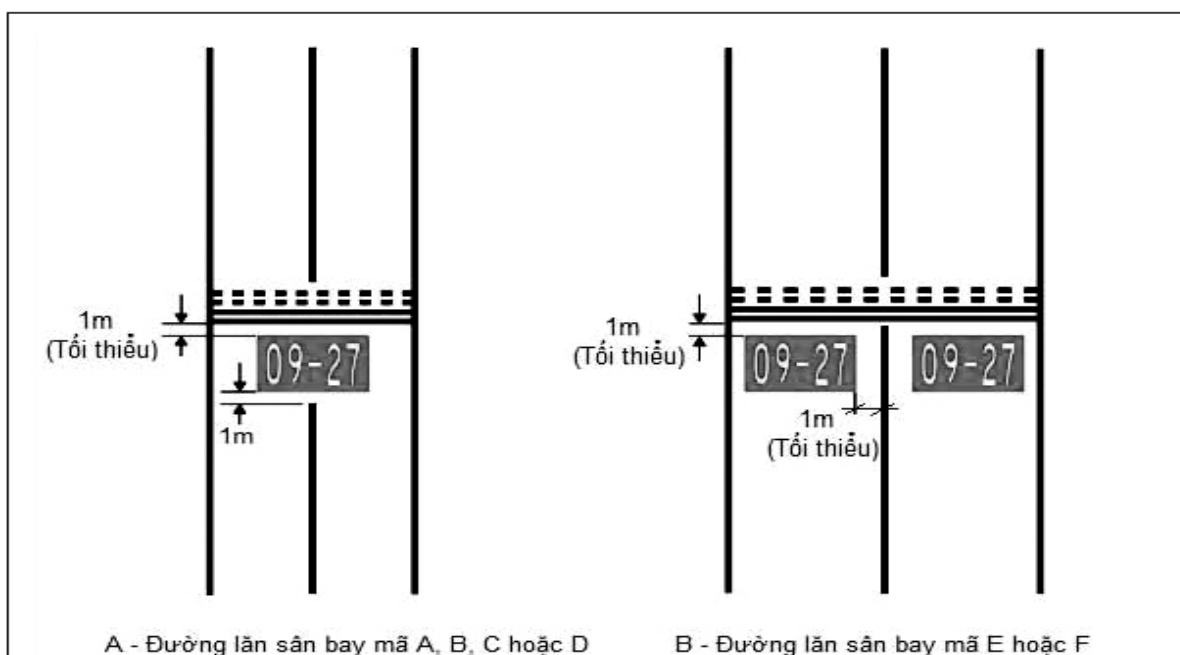 1m
(Tối thiểu)
09-27
1m
A - Đường lăn sân bay mã A, B, C hoặc D
1m
(Tối thiểu)
09-27
09-27
1m
(Tối thiểu)
B - Đường lăn sân bay mã E hoặc F